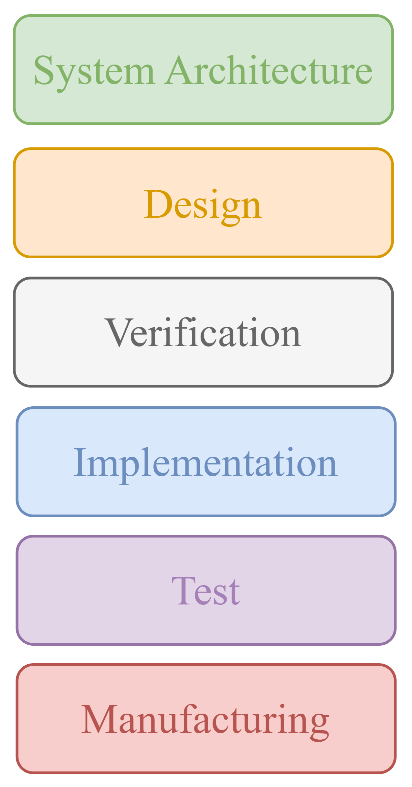 System Architecture
Design
Verification
Implementation
Test
Manufacturing